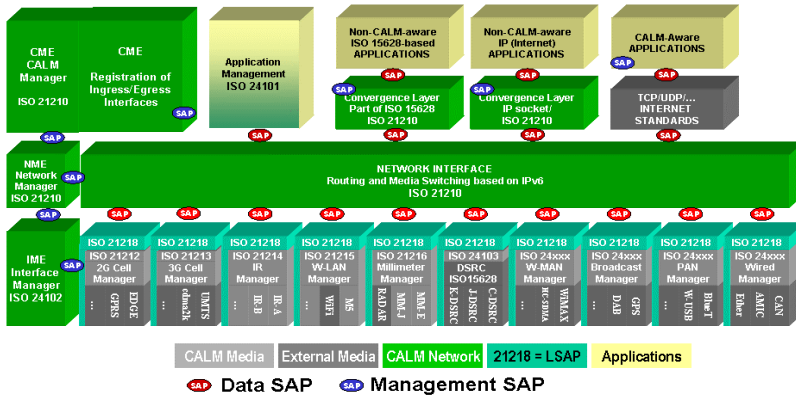 CME
CALM
Manager
ISO 21210
CME
Registration of
Ingress/Egress
Interfaces
SAP
SAP
Application
Management
ISO 24101
SAP
Non-CALM-aware
ISO 15628-based
APPLICATIONS
SAP
SAP
Convergence Layer
Part of ISO 15628
ISO 21210
SAP
Non-CALM-aware
IP (Internet)
APPLICATIONS
SAP
SAP
Convergence Layer
IP socket/
ISO 21210
SAP
CALM-Aware
APPLICATIONS
SAP
SAP
TCP/UDP/...
INTERNET
STANDARDS
SAP
NME
Network
Manager
ISO 21210
SAP
SAP
NETWORK INTERFACE
Routing and Media Switching based on IPv6
ISO 21210
SAP SAP SAP SAP SAP SAP SAP SAP SAP SAP
IME
Interface
Manager
ISO 24102
SAP
ISO 21218
ISO 21212
2G Cell
Manager
...
GPRS
EDGE
ISO 21218
ISO 21213
3G Cell
Manager
...
cdma2k
UMTS
ISO 21218
ISO 21214
IR
Manager
...
IR-B
IR-A
ISO 21218
ISO 21215
W-LAN
Manager
...
WiFi
M5
ISO 21218
ISO 21216
Millimeter
Manager
RADAR
MM-J
MM-E
ISO 21218
ISO 24103
DSRC
ISO15628
K-DSRC
J-DSRC
C-DSRC
ISO 21218
ISO 24xxx
W-MAN
Manager
...
HC-SDMA
WIMAX
ISO 21218
ISO 24xxx
Broadcast
Manager
...
DAB
GPS
ISO 21218
ISO 24xxx
PAN
Manager
...
W-USB
BlueT
ISO 21218
ISO 24xxx
Wired
Manager
Ether
AMIC
CAN
CALM Media
External Media
CALM Network
21218 = LSAP
Applications
SAP Data SAP
SAP Management SAP